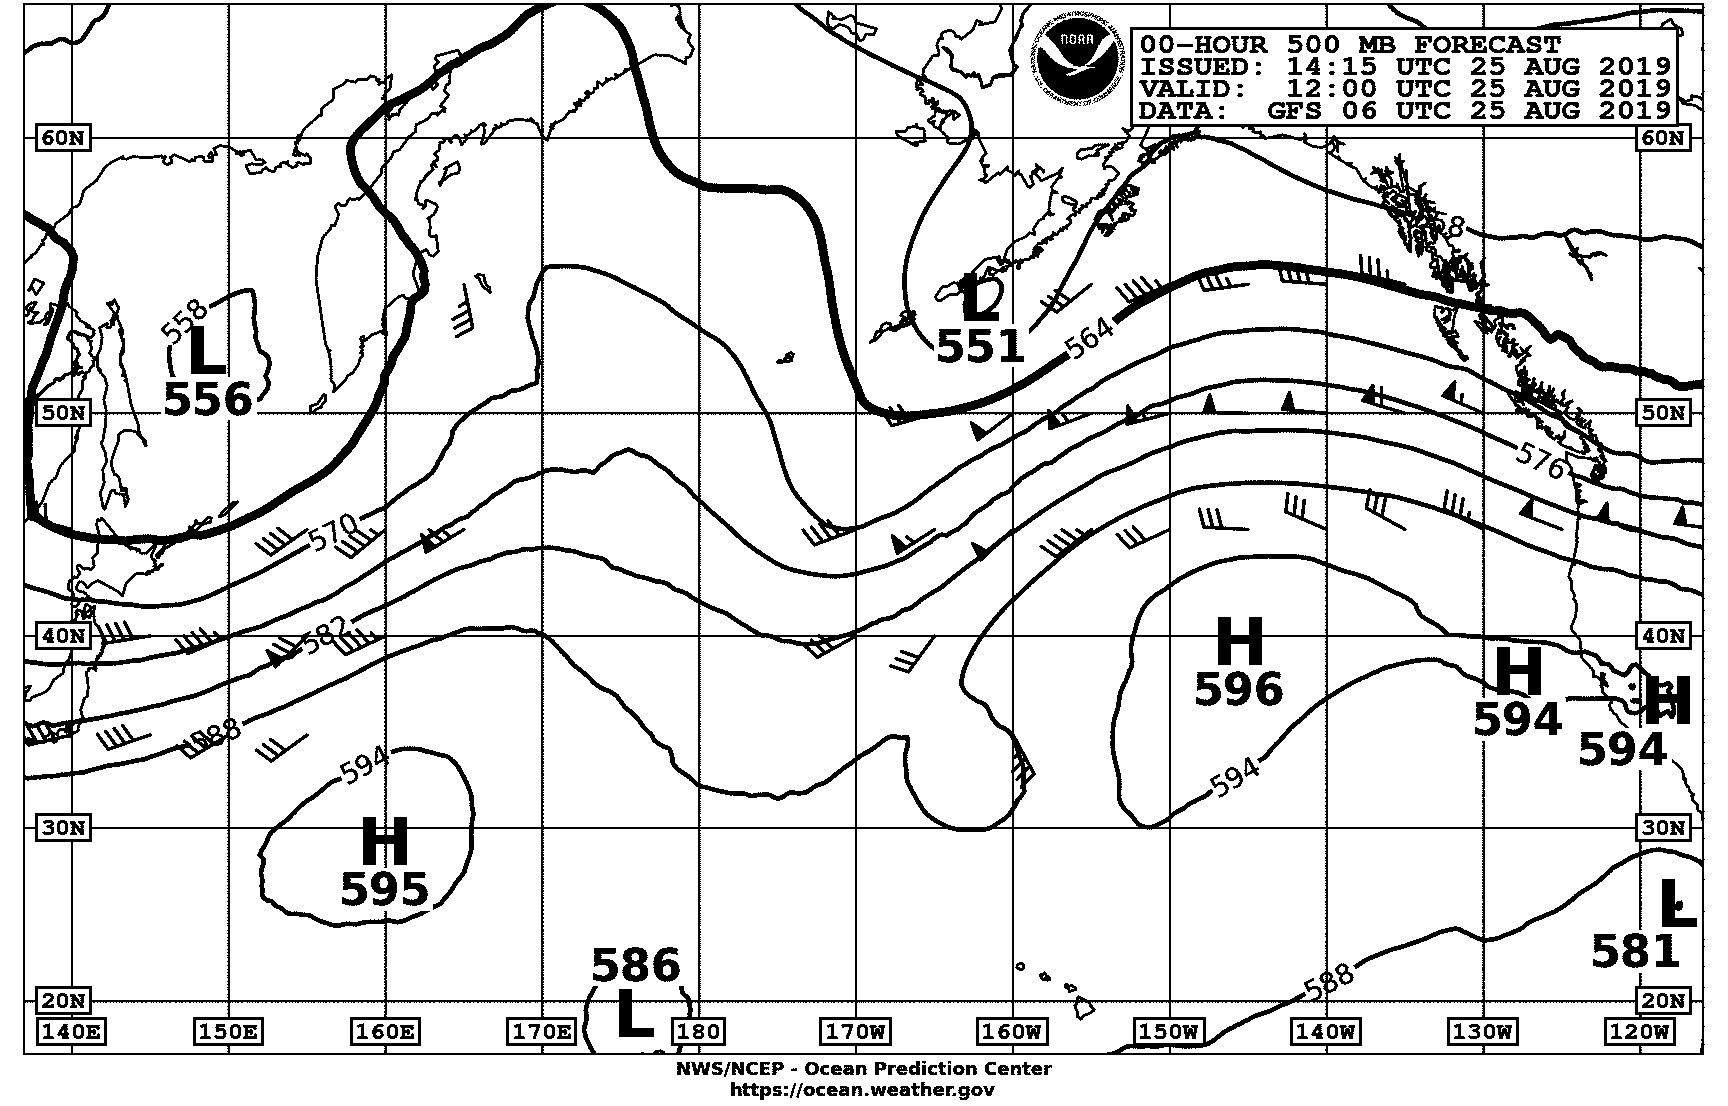 NOAA
00-HOUR 500 MB FORECAST
ISSUED: 14:15 UTC 25 AUG 2019
VALID: 12:00 UTC 25 AUG 2019
DATA: GFS 06 UTC 25 AUG 2019
60N 60N
558
L
556
L
551
564
50N 50N
576
570
582
40N 40N
H
596
H
594
H
594
588
594
594
30N 30N
H
595
L
581
586
L
588
20N 20N
140E 150E 160E 170E 180 170W 160W 150W 140W 130W 120W
NWS/NCEP - Ocean Prediction Center
https://ocean.weather.gov